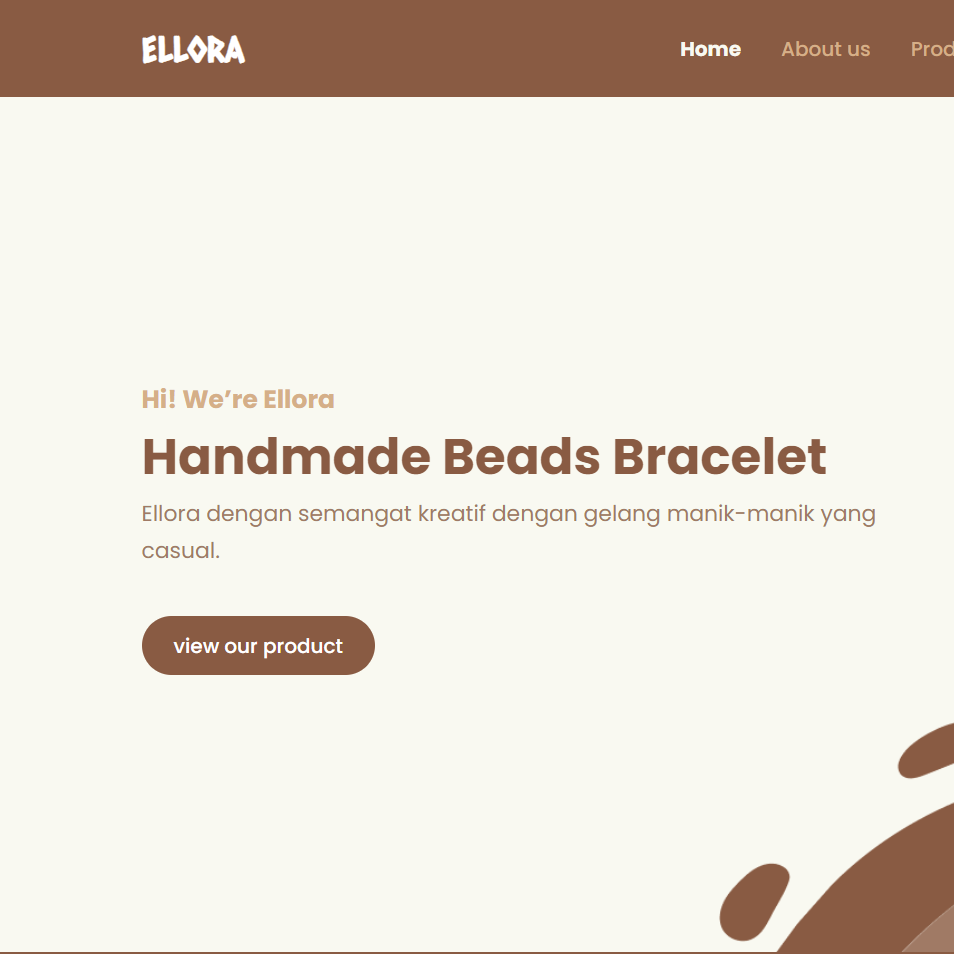 ELLORA
Home About us Prod
Hi! We’re Ellora
Handmade Beads Bracelet
Ellora dengan semangat kreatif dengan gelang manik-manik yang
casual.
view our product